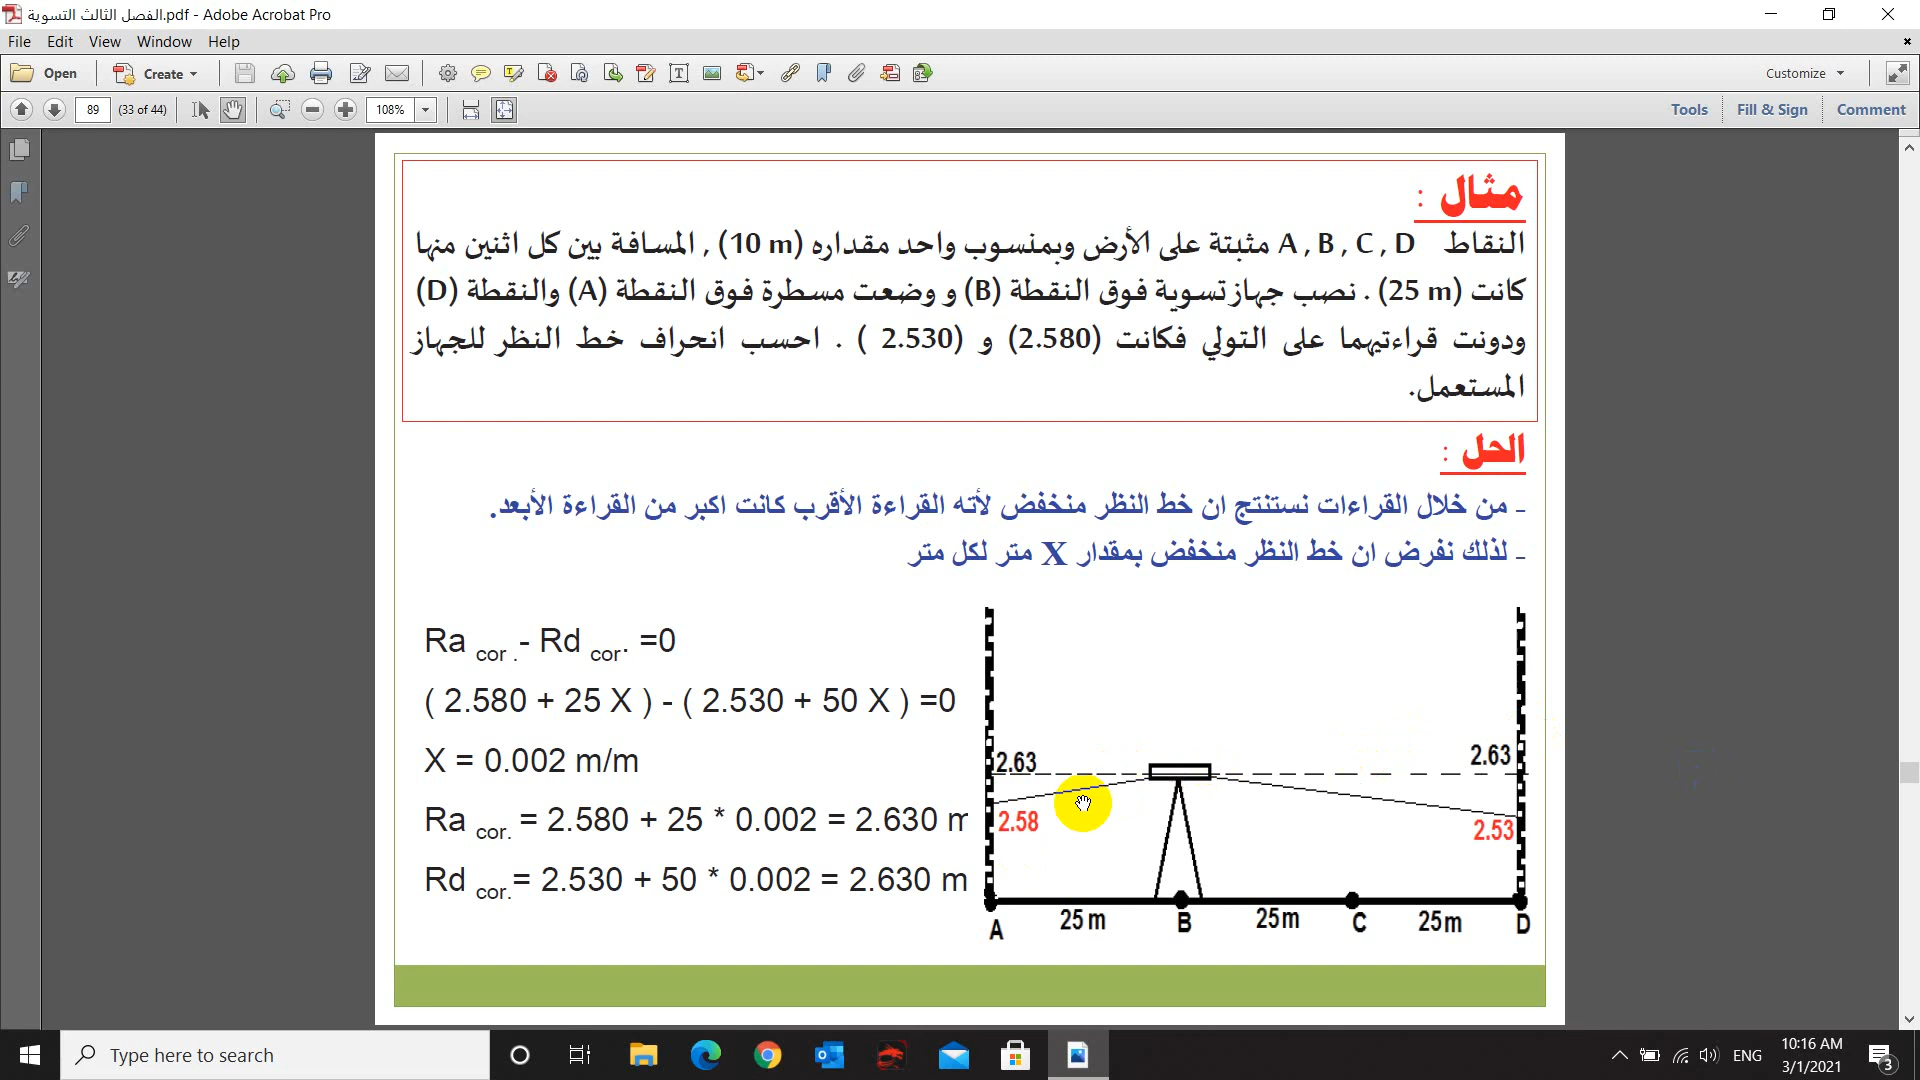 الفصل الثالث التسوية.pdf - Adobe Acrobat Pro
File Edit View Window Help
Open Create Customize
89 (33 of 44) 108% Tools Fill & Sign Comment
مثال :
النقاط A , B , C , D مثبتة على الأرض وبمنسوب واحد مقداره (10 m) , المسافة بين كل اثنين منها
كانت (25 m) . نصب جهاز تسوية فوق النقطة (B) و وضعت مسطرة فوق النقطة (A) والنقطة (D)
ودونت قراءتيهما على التولي فكانت (2.580) و (2.530 ) . احسب انحراف خط النظر للجهاز
المستعمل.
الحل :
- من خلال القراءات نستنتج ان خط النظر منخفض لأنه القراءة الأقرب كانت اكبر من القراءة الأبعد.
- لذلك نفرض ان خط النظر منخفض بمقدار X متر لكل متر
Ra cor .- Rd cor. =0
( 2.580 + 25 X ) - ( 2.530 + 50 X ) =0
X = 0.002 m/m
Ra cor. = 2.580 + 25 * 0.002 = 2.630 m
Rd cor.= 2.530 + 50 * 0.002 = 2.630 m
2.63 2.63
2.58 2.53
25 m 25m 25m
A B C D
Type here to search
ENG
10:16 AM
3/1/2021
3